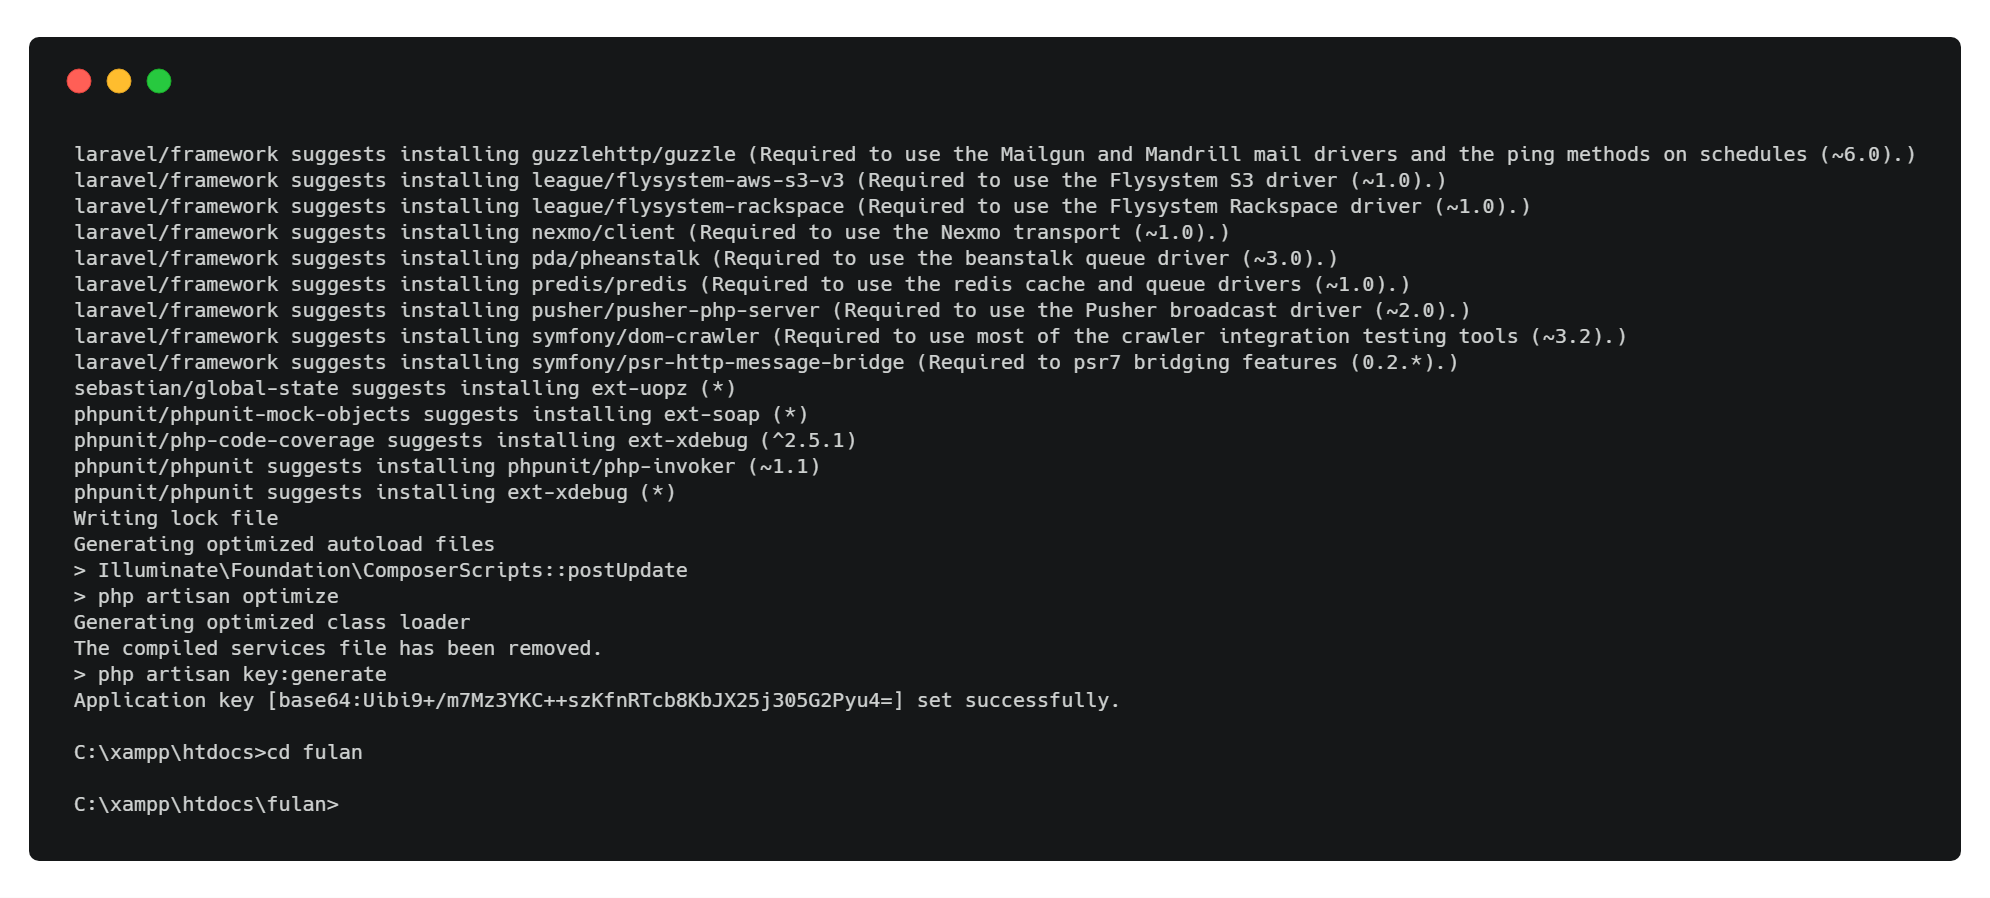 laravel/framework suggests installing guzzlehttp/guzzle (Required to use the Mailgun and Mandrill mail drivers and the ping methods on schedules (~6.0).)
laravel/framework suggests installing league/flysystem-aws-s3-v3 (Required to use the Flysystem S3 driver (~1.0).)
laravel/framework suggests installing league/flysystem-rackspace (Required to use the Flysystem Rackspace driver (~1.0).)
laravel/framework suggests installing nexmo/client (Required to use the Nexmo transport (~1.0).)
laravel/framework suggests installing pda/pheanstalk (Required to use the beanstalk queue driver (~3.0).)
laravel/framework suggests installing predis/predis (Required to use the redis cache and queue drivers (~1.0).)
laravel/framework suggests installing pusher/pusher-php-server (Required to use the Pusher broadcast driver (~2.0).)
laravel/framework suggests installing symfony/dom-crawler (Required to use most of the crawler integration testing tools (~3.2).)
laravel/framework suggests installing symfony/psr-http-message-bridge (Required to psr7 bridging features (0.2.*).)
sebastian/global-state suggests installing ext-uopz (*)
phpunit/phpunit-mock-objects suggests installing ext-soap (*)
phpunit/php-code-coverage suggests installing ext-xdebug (^2.5.1)
phpunit/phpunit suggests installing phpunit/php-invoker (~1.1)
phpunit/phpunit suggests installing ext-xdebug (*)
Writing lock file
Generating optimized autoload files
> Illuminate\Foundation\ComposerScripts::postUpdate
> php artisan optimize
Generating optimized class loader
The compiled services file has been removed.
> php artisan key:generate
Application key [base64:Uibi9+/m7Mz3YKC++szKfnRTcb8KbJX25j305G2Pyu4=] set successfully.
C:\xampp\htdocs>cd fulan
C:\xampp\htdocs\fulan>